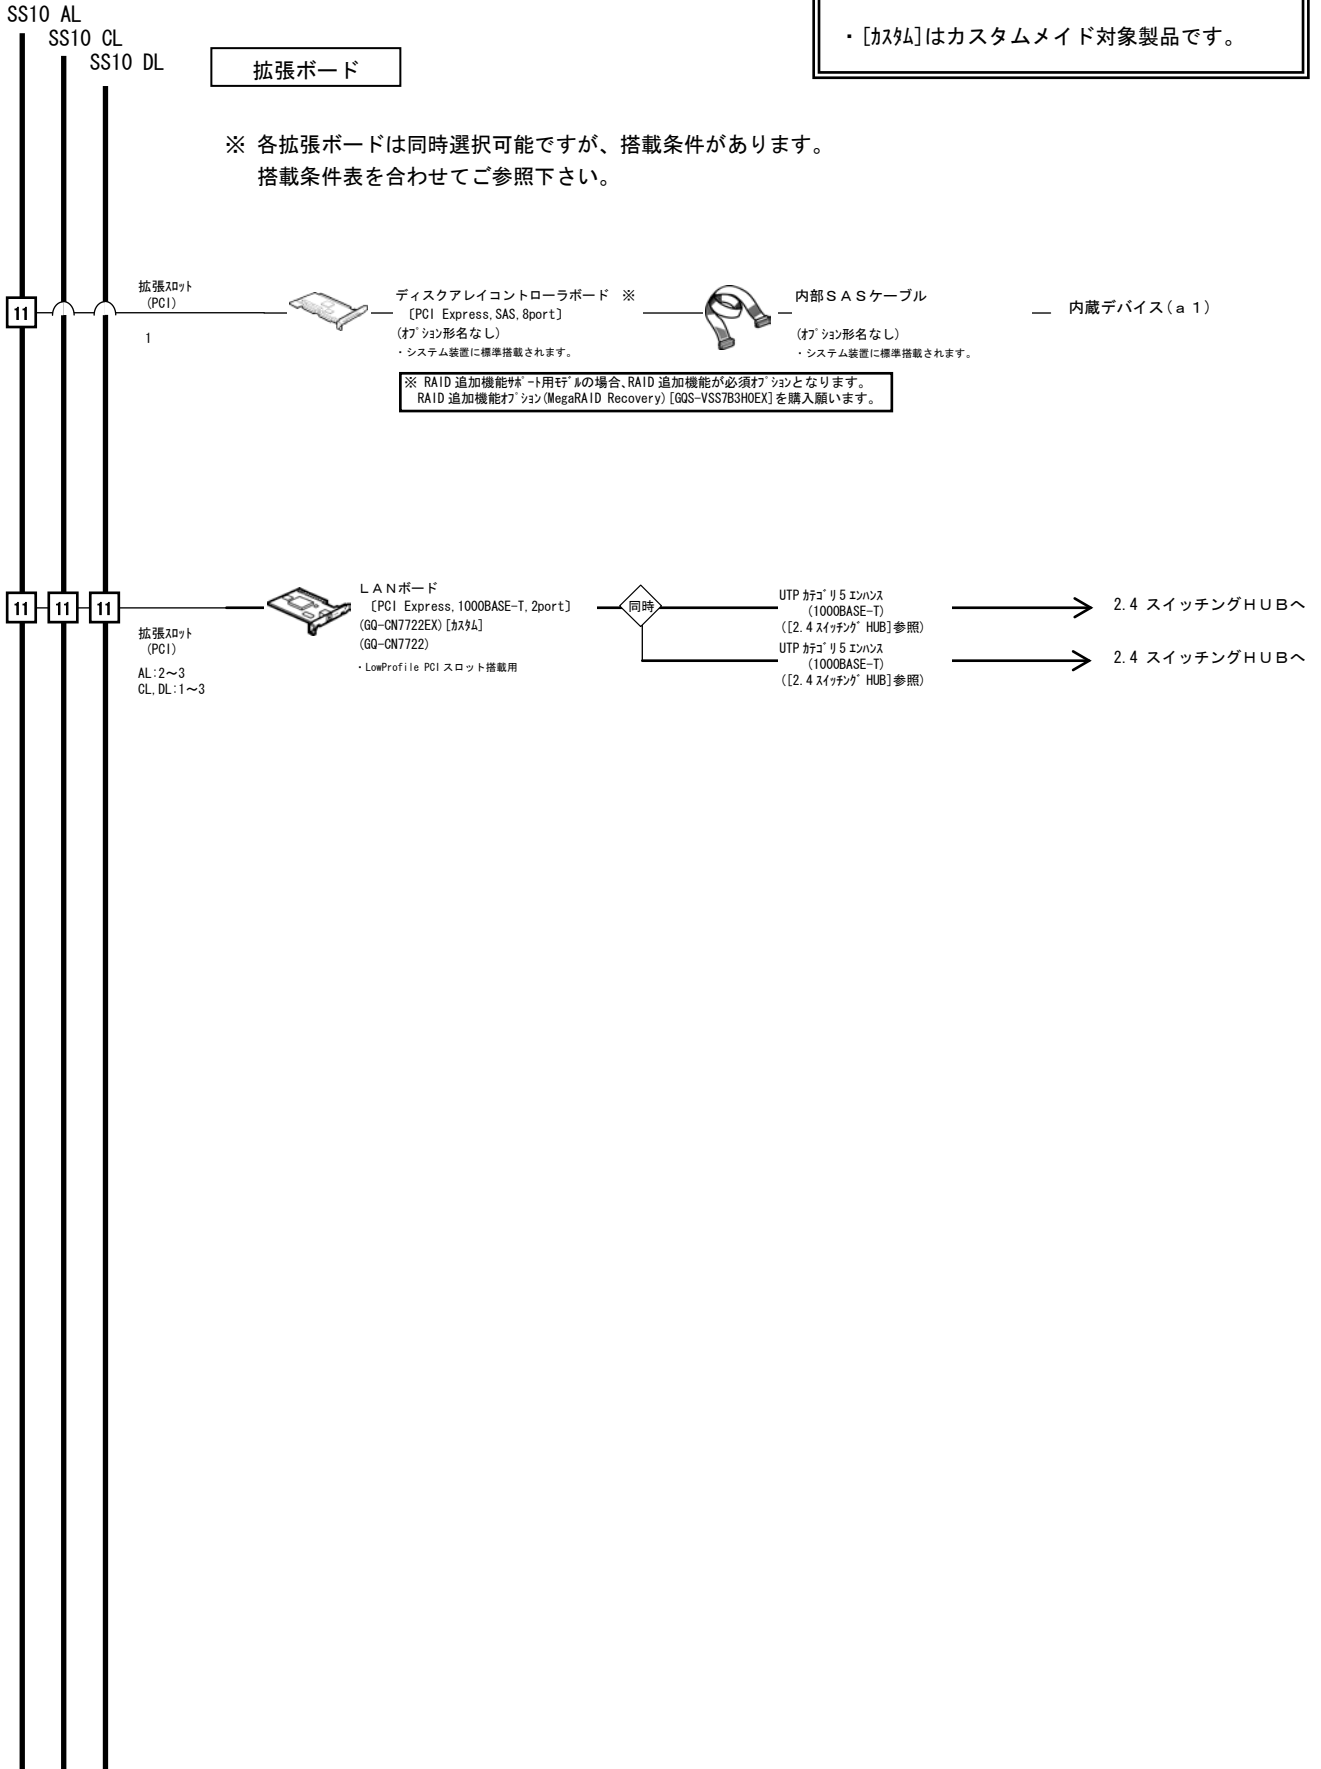 SS10 AL
SS10 CL
SS10 DL
拡張ボード
・[ｶｽﾀﾑ]はカスタムメイド対象製品です。
※ 各拡張ボードは同時選択可能ですが、搭載条件があります。
搭載条件表を合わせてご参照下さい。
11
拡張ｽﾛｯﾄ
(PCI)
1
ディスクアレイコントローラボード ※
〔PCI Express,SAS,8port〕
(ｵﾌﾟｼｮﾝ形名なし)
・システム装置に標準搭載されます。
内部ＳＡＳケーブル
(ｵﾌﾟｼｮﾝ形名なし)
・システム装置に標準搭載されます。
内蔵デバイス(ａ１)
※ RAID 追加機能ｻﾎﾟｰﾄ用ﾓﾃﾞﾙの場合、RAID 追加機能が必須ｵﾌﾟｼｮﾝとなります。
RAID 追加機能ｵﾌﾟｼｮﾝ(MegaRAID Recovery)[GQS-VSS7B3H0EX]を購入願います。
11 11 11
拡張ｽﾛｯﾄ
(PCI)
AL:2～3
CL,DL:1～3
ＬＡＮボード
〔PCI Express,1000BASE-T,2port〕
(GQ-CN7722EX)[ｶｽﾀﾑ]
(GQ-CN7722)
・LowProfile PCI スロット搭載用
同時
UTP ｶﾃｺﾞﾘ 5 ｴﾝﾊﾝｽ
(1000BASE-T)
([2.4 ｽｲｯﾁﾝｸﾞ HUB]参照)
2.4 スイッチングＨＵＢへ
UTP ｶﾃｺﾞﾘ 5 ｴﾝﾊﾝｽ
(1000BASE-T)
([2.4 ｽｲｯﾁﾝｸﾞ HUB]参照)
2.4 スイッチングＨＵＢへ